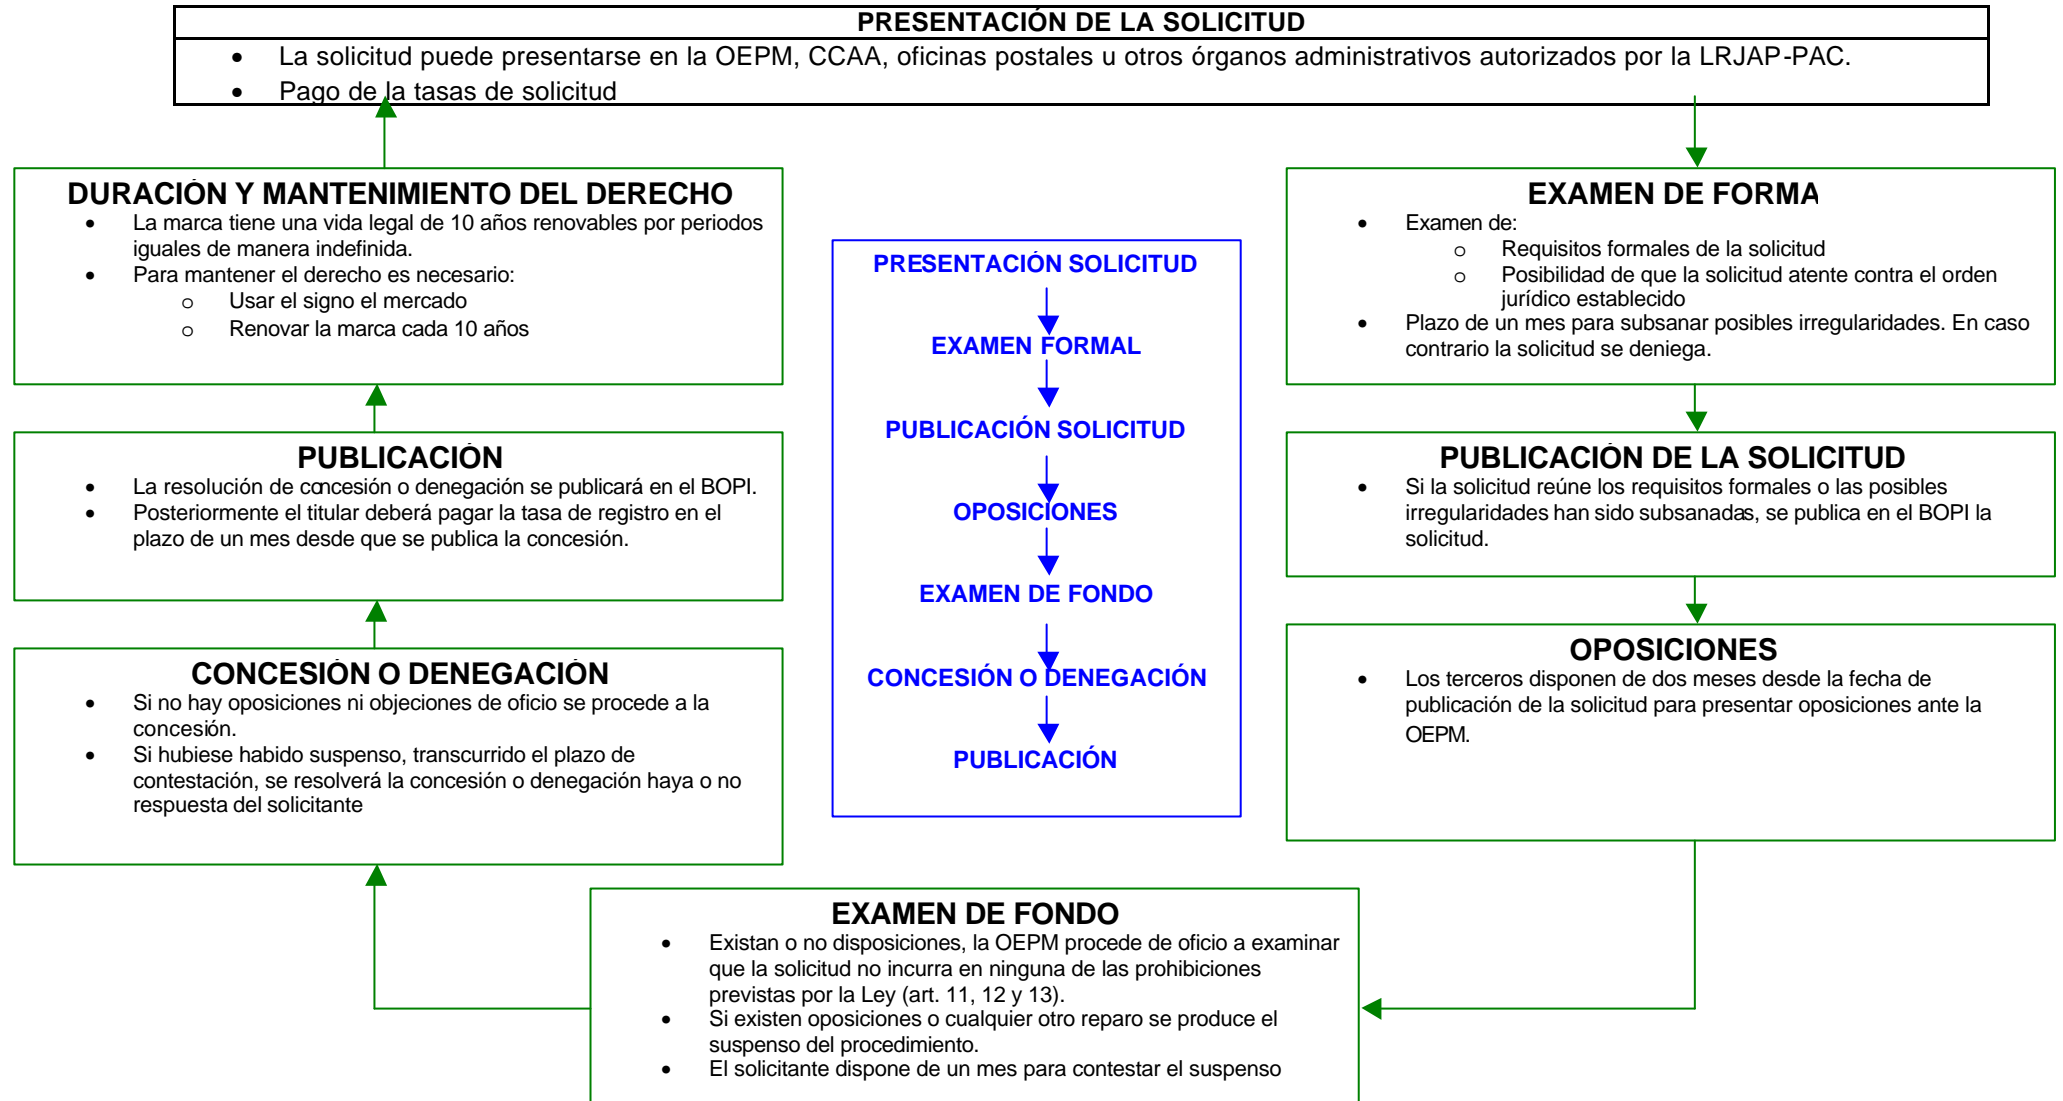 PRESENTACIÓN DE LA SOLICITUD
• La solicitud puede presentarse en la OEPM, CCAA, oficinas postales u otros órganos administrativos autorizados por la LRJAP-PAC.
• Pago de la tasas de solicitud
EXAMEN DE FORMA
• Examen de:
o Requisitos formales de la solicitud
o Posibilidad de que la solicitud atente contra el orden
jurídico establecido
• Plazo de un mes para subsanar posibles irregularidades. En caso
contrario la solicitud se deniega.
PUBLICACIÓN DE LA SOLICITUD
• Si la solicitud reúne los requisitos formales o las posibles
irregularidades han sido subsanadas, se publica en el BOPI la
solicitud.
OPOSICIONES
• Los terceros disponen de dos meses desde la fecha de
publicación de la solicitud para presentar oposiciones ante la
OEPM.
EXAMEN DE FONDO
• Existan o no disposiciones, la OEPM procede de oficio a examinar
que la solicitud no incurra en ninguna de las prohibiciones
previstas por la Ley (art. 11, 12 y 13).
• Si existen oposiciones o cualquier otro reparo se produce el
suspenso del procedimiento.
• El solicitante dispone de un mes para contestar el suspenso
CONCESIÓN O DENEGACIÓN
• Si no hay oposiciones ni objeciones de oficio se procede a la
concesión.
• Si hubiese habido suspenso, transcurrido el plazo de
contestación, se resolverá la concesión o denegación haya o no
respuesta del solicitante
PUBLICACIÓN
• La resolución de concesión o denegación se publicará en el BOPI.
• Posteriormente el titular deberá pagar la tasa de registro en el
plazo de un mes desde que se publica la concesión.
DURACIÓN Y MANTENIMIENTO DEL DERECHO
• La marca tiene una vida legal de 10 años renovables por periodos
iguales de manera indefinida.
• Para mantener el derecho es necesario:
o Usar el signo el mercado
o Renovar la marca cada 10 años
PRESENTACIÓN SOLICITUD
EXAMEN FORMAL
PUBLICACIÓN SOLICITUD
OPOSICIONES
EXAMEN DE FONDO
CONCESIÓN O DENEGACIÓN
PUBLICACIÓN